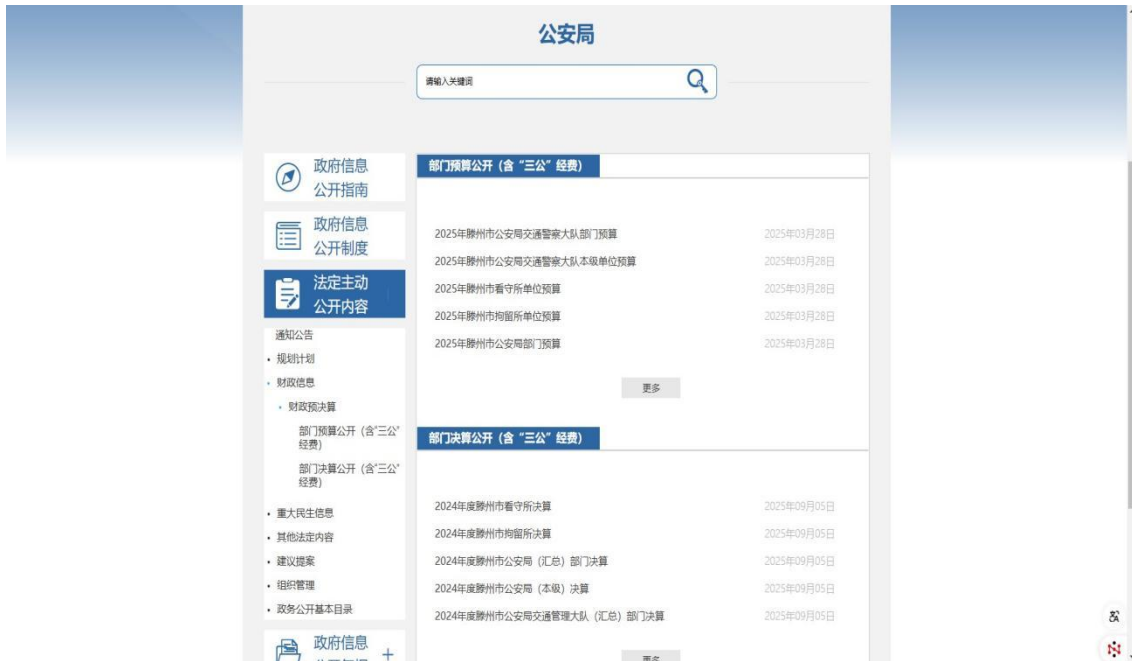 公安局
请输入关键词
政府信息
公开指南
政府信息
公开制度
法定主动
公开内容
通知公告
规划计划
财政信息
财政预决算
部门预算公开（含“三公”
经费）
部门决算公开（含“三公”
经费）
重大民生信息
其他法定内容
建议提案
组织管理
政务公开基本目录
政府信息
部门预算公开（含“三公”经费）
2025年滕州市公安局交通警察大队部门预算 2025年03月28日
2025年滕州市公安局交通警察大队本级单位预算 2025年03月28日
2025年滕州市看守所单位预算 2025年03月28日
2025年滕州市拘留所单位预算 2025年03月28日
2025年滕州市公安局部门预算 2025年03月28日
更多
部门决算公开（含“三公”经费）
2024年度滕州市看守所决算 2025年09月05日
2024年度滕州市拘留所决算 2025年09月05日
2024年度滕州市公安局（汇总）部门决算 2025年09月05日
2024年度滕州市公安局（本级）决算 2025年09月05日
2024年度滕州市公安局交通管理大队（汇总）部门决算 2025年09月05日
更多